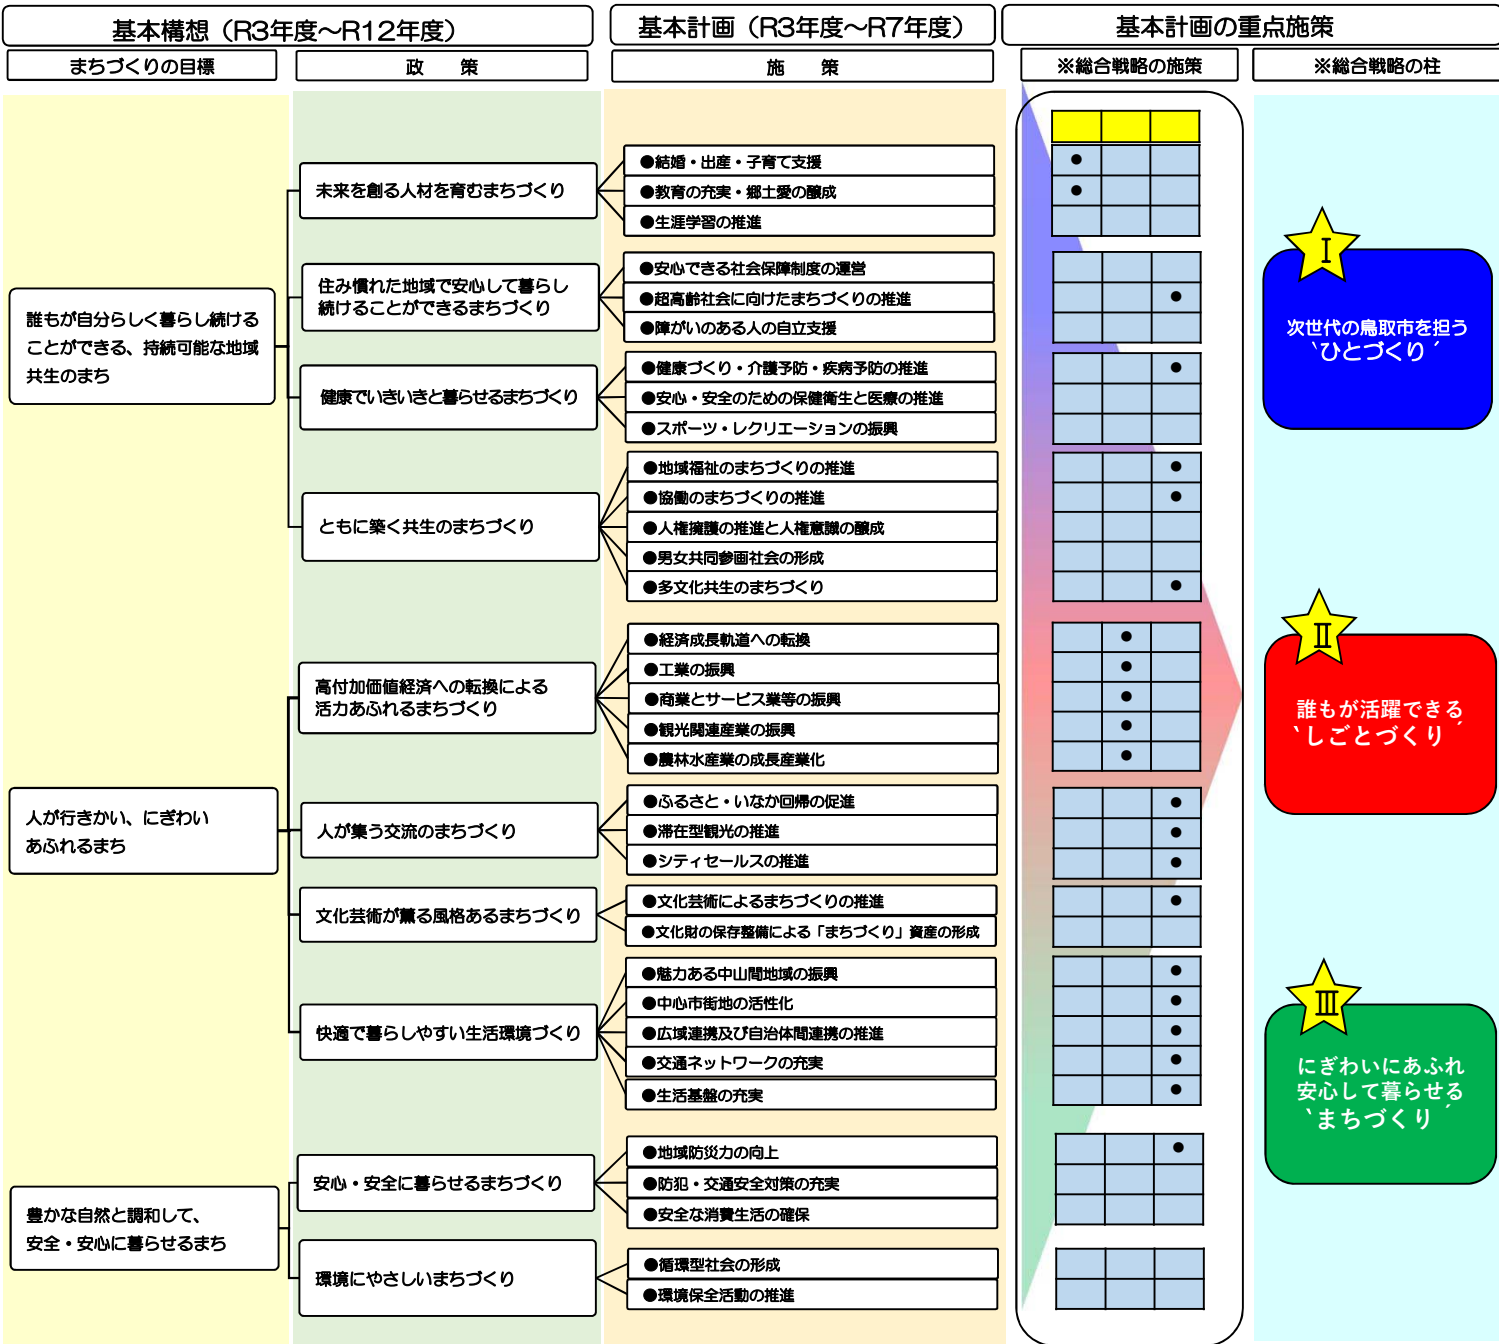 基本構想（R3年度～R12年度）
基本計画（R3年度～R7年度）
基本計画の重点施策
まちづくりの目標
政　策
施　策
※総合戦略の施策
※総合戦略の柱
誰もが自分らしく暮らし続ける
ことができる、持続可能な地域
共生のまち
未来を創る人材を育むまちづくり
●結婚・出産・子育て支援
●教育の充実・郷土愛の醸成
●生涯学習の推進
住み慣れた地域で安心して暮らし
続けることができるまちづくり
●安心できる社会保障制度の運営
●超高齢社会に向けたまちづくりの推進
●障がいのある人の自立支援
健康でいきいきと暮らせるまちづくり
●健康づくり・介護予防・疾病予防の推進
●安心・安全のための保健衛生と医療の推進
●スポーツ・レクリエーションの振興
ともに築く共生のまちづくり
●地域福祉のまちづくりの推進
●協働のまちづくりの推進
●人権擁護の推進と人権意識の醸成
●男女共同参画社会の形成
●多文化共生のまちづくり
人が行きかい、にぎわい
あふれるまち
高付加価値経済への転換による
活力あふれるまちづくり
●経済成長軌道への転換
●工業の振興
●商業とサービス業等の振興
●観光関連産業の振興
●農林水産業の成長産業化
人が集う交流のまちづくり
●ふるさと・いなか回帰の促進
●滞在型観光の推進
●シティセールスの推進
文化芸術が薫る風格あるまちづくり
●文化芸術によるまちづくりの推進
●文化財の保存整備による「まちづくり」資産の形成
快適で暮らしやすい生活環境づくり
●魅力ある中山間地域の振興
●中心市街地の活性化
●広域連携及び自治体間連携の推進
●交通ネットワークの充実
●生活基盤の充実
豊かな自然と調和して、
安全・安心に暮らせるまち
安心・安全に暮らせるまちづくり
●地域防災力の向上
●防犯・交通安全対策の充実
●安全な消費生活の確保
環境にやさしいまちづくり
●循環型社会の形成
●環境保全活動の推進
Ⅰ
次世代の鳥取市を担う
‵ひとづくり′
Ⅱ
誰もが活躍できる
‵しごとづくり′
Ⅲ
にぎわいにあふれ
安心して暮らせる
‵まちづくり′